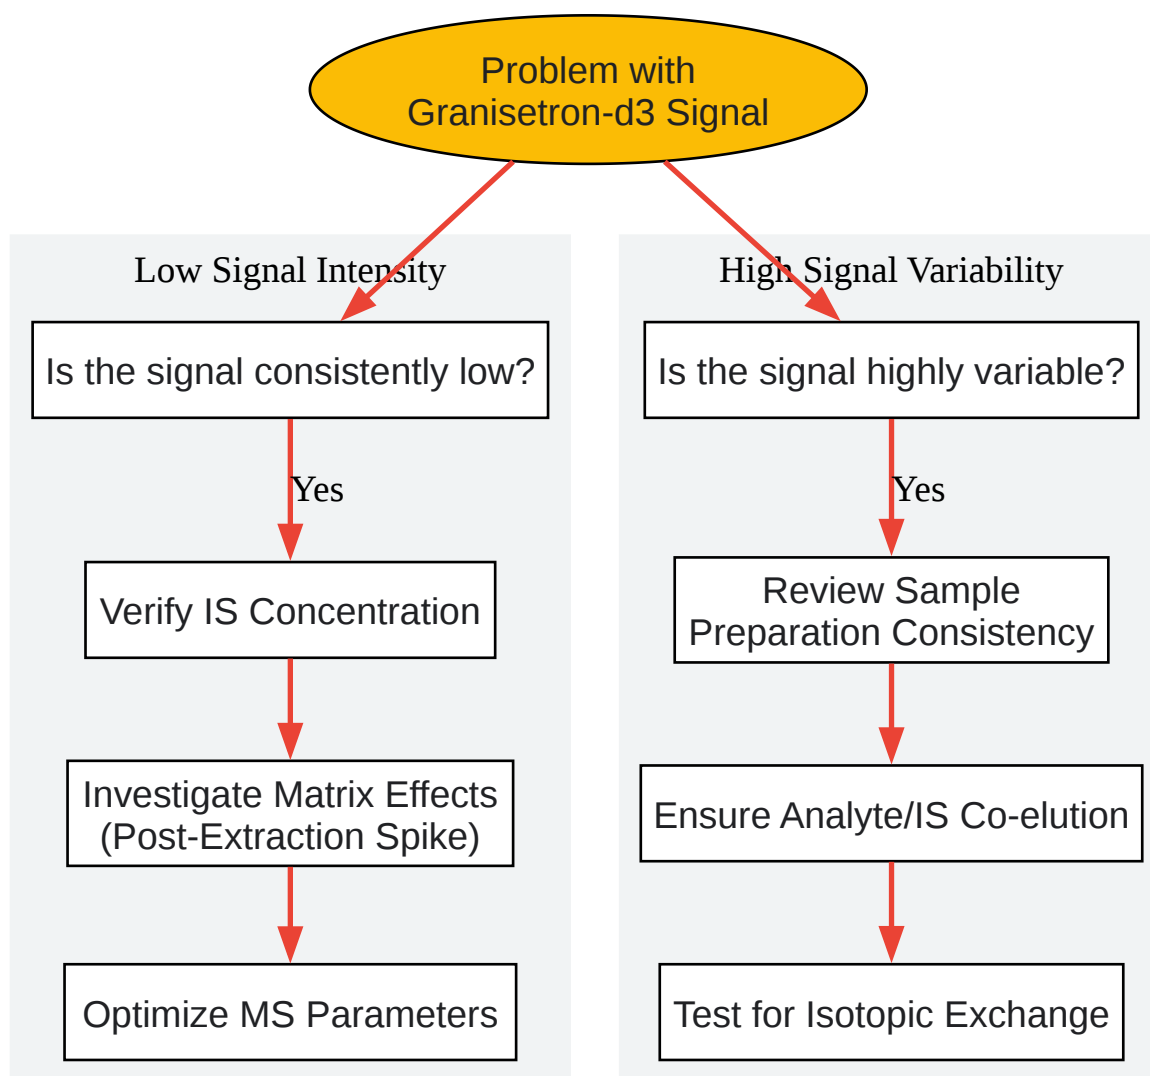 Problem with
Granisetron-d3 Signal
Low Signal Intensity
Is the signal consistently low?
Yes
Verify IS Concentration
Investigate Matrix Effects
(Post-Extraction Spike)
Optimize MS Parameters
High Signal Variability
Is the signal highly variable?
Yes
Review Sample
Preparation Consistency
Ensure Analyte/IS Co-elution
Test for Isotopic Exchange